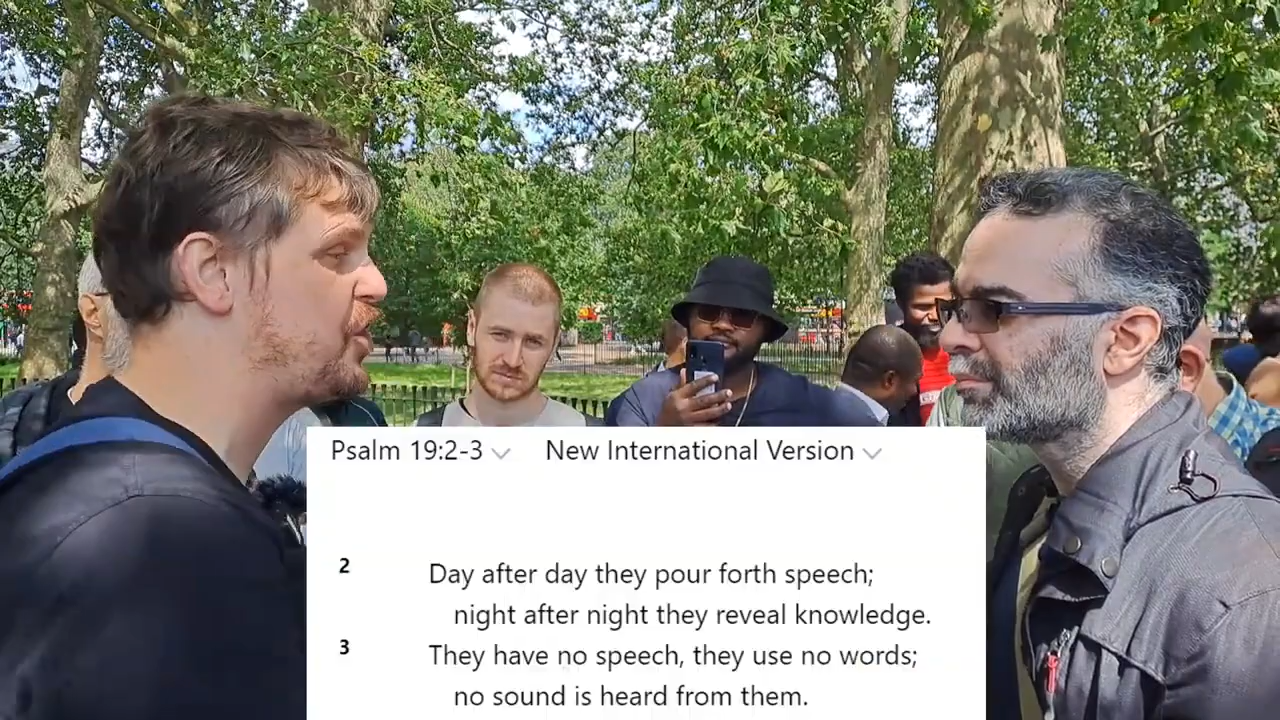 Psalm 19:2-3 New International Version
2 Day after day they pour forth speech;
night after night they reveal knowledge.
3 They have no speech, they use no words;
no sound is heard from them.